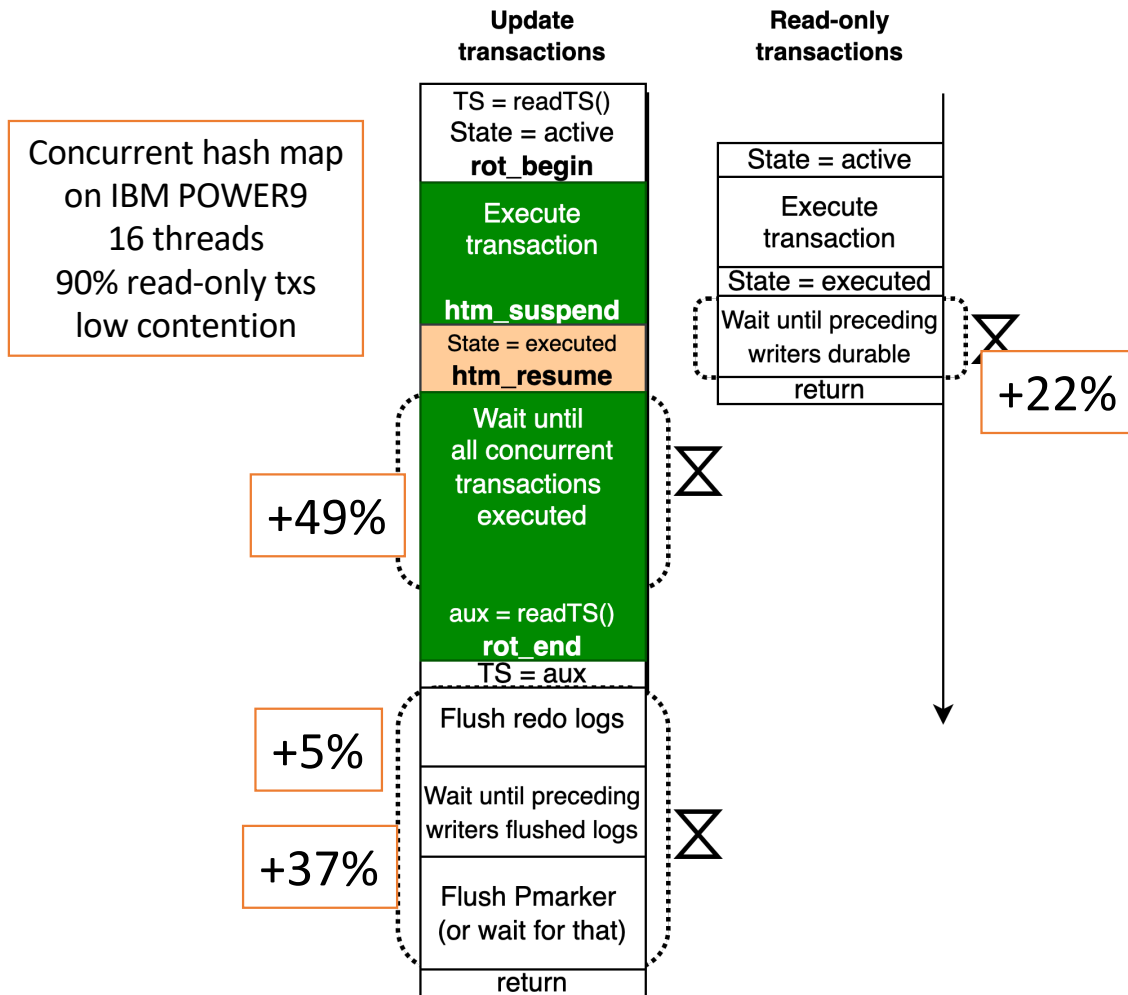 Update
transactions
Read-only
transactions
Concurrent hash map
on IBM POWER9
16 threads
90% read-only txs
low contention
TS = readTS()
State = active
rot_begin
Execute
transaction
htm_suspend
State = executed
htm_resume
Wait until
all concurrent
transactions
executed
+49%
aux = readTS()
rot_end
TS = aux
Flush redo logs
+5%
Wait until preceding
writers flushed logs
+37%
Flush Pmarker
(or wait for that)
return
State = active
Execute
transaction
State = executed
Wait until preceding
writers durable
return
+22%